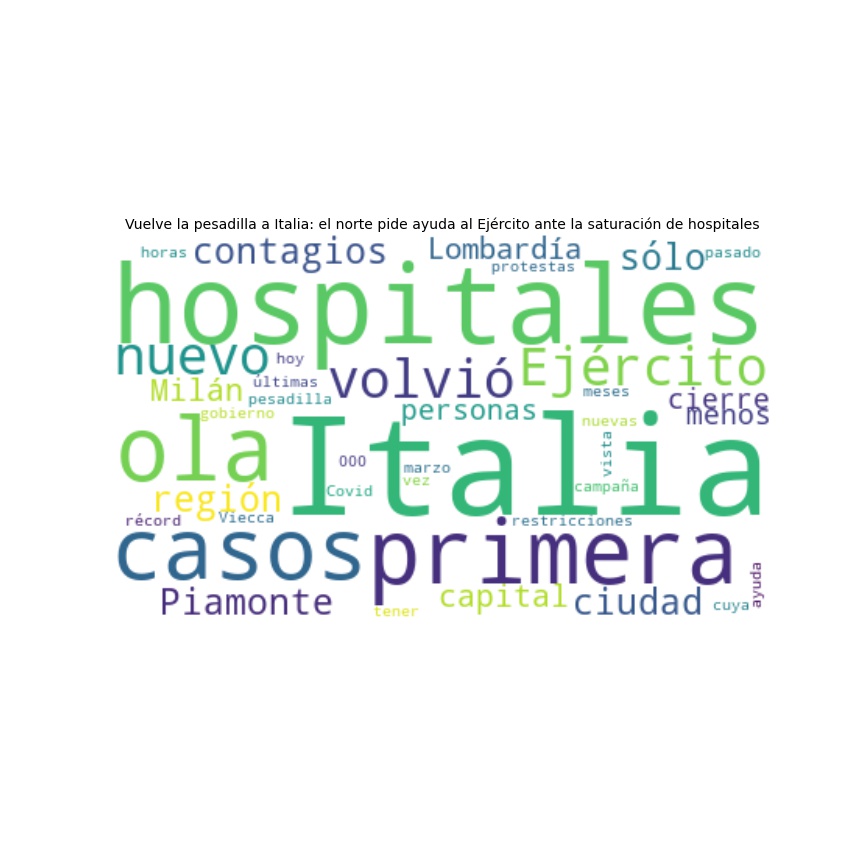 Vuelve la pesadilla a Italia: el norte pide ayuda al Ejército ante la saturación de hospitales
horas contagios Lombardía sólo pasado
protestas
hospitales
nuevo hoy volvió Ejército
Milán últimas meses cierre
pesadilla personas menos
gobierno nuevas
ola Italia
000 marzo vista
región Covid vez campaña
récord Viecca restricciones
casos primera
Piamonte capital ciudad ayuda
tener cuya